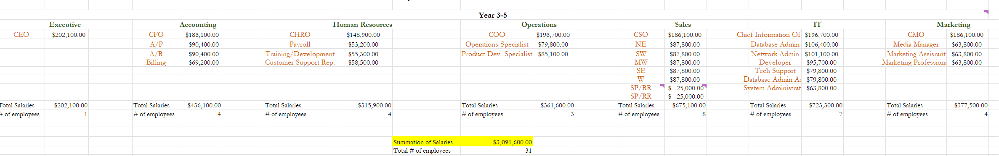 Year 3-5
Executive Accounting Human Resources Operations Sales IT Marketing
CEO $202,100.00 CFO $186,100.00 CHRO $148,900.00 COO $196,700.00 CSO $186,100.00 Chief Information Of $196,700.00 CMO $186,100.00
A/P $90,400.00 Payroll $53,200.00 Operations Specialist $79,800.00 NE $87,800.00 Database Admin $106,400.00 Media Manager $63,800.00
A/R $90,400.00 Training/Development $55,300.00 Product Dev. Specialist $85,100.00 SW $87,800.00 Network Admin $101,100.00 Marketing Assisrant $63,800.00
Billing $69,200.00 Customer Support Rep. $58,500.00 MW $87,800.00 Developer $95,700.00 Marketing Profession $63,800.00
SE $87,800.00 Tech Support $79,800.00
W $87,800.00 Database Admin As $79,800.00
SP/RR $ 25,000.00 System Administrat $63,800.00
SP/RR $ 25,000.00
Total Salaries $202,100.00 Total Salaries $436,100.00 Total Salaries $315,900.00 Total Salaries $361,600.00 Total Salaries $675,100.00 Total Salaries $723,300.00 Total Salaries $377,500.00
# of employees 1 # of employees 4 # of employees 4 # of employees 3 # of employees 8 # of employees 7 # of employees 4
Summation of Salaries $3,091,600.00
Total # of employees 31